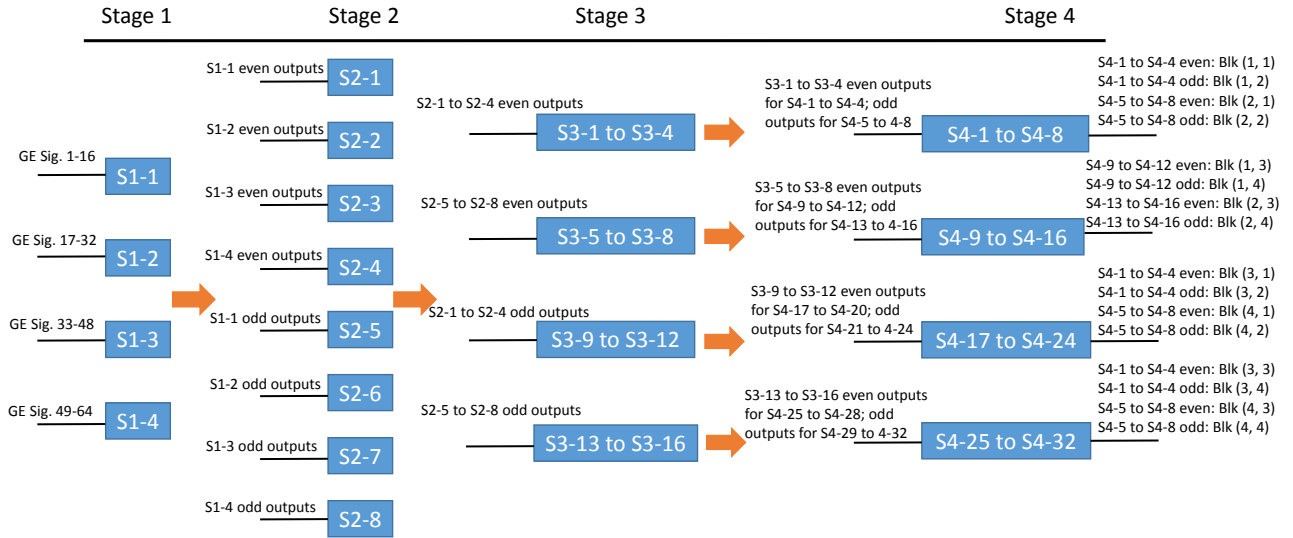 Stage 1
Stage 2
Stage 3
Stage 4
GE Sig. 1-16
S1-1
GE Sig. 17-32
S1-2
GE Sig. 33-48
S1-3
GE Sig. 49-64
S1-4
S1-1 even outputs
S2-1
S1-2 even outputs
S2-2
S1-3 even outputs
S2-3
S1-4 even outputs
S2-4
S1-1 odd outputs
S2-5
S1-2 odd outputs
S2-6
S1-3 odd outputs
S2-7
S1-4 odd outputs
S2-8
S2-1 to S2-4 even outputs
S3-1 to S3-4
S2-5 to S2-8 even outputs
S3-5 to S3-8
S2-1 to S2-4 odd outputs
S3-9 to S3-12
S2-5 to S2-8 odd outputs
S3-13 to S3-16
S3-1 to S3-4 even outputs
for S4-1 to S4-4; odd
outputs for S4-5 to 4-8
S4-1 to S4-8
S4-1 to S4-4 even: Blk (1, 1)
S4-1 to S4-4 odd: Blk (1, 2)
S4-5 to S4-8 even: Blk (2, 1)
S4-5 to S4-8 odd: Blk (2, 2)
S3-5 to S3-8 even outputs
for S4-9 to S4-12; odd
outputs for S4-13 to 4-16
S4-9 to S4-16
S4-9 to S4-12 even: Blk (1, 3)
S4-9 to S4-12 odd: Blk (1, 4)
S4-13 to S4-16 even: Blk (2, 3)
S4-13 to S4-16 odd: Blk (2, 4)
S3-9 to S3-12 even outputs
for S4-17 to S4-20; odd
outputs for S4-21 to 4-24
S4-17 to S4-24
S4-1 to S4-4 even: Blk (3, 1)
S4-1 to S4-4 odd: Blk (3, 2)
S4-5 to S4-8 even: Blk (4, 1)
S4-5 to S4-8 odd: Blk (4, 2)
S3-13 to S3-16 even outputs
for S4-25 to S4-28; odd
outputs for S4-29 to 4-32
S4-25 to S4-32
S4-1 to S4-4 even: Blk (3, 3)
S4-1 to S4-4 odd: Blk (3, 4)
S4-5 to S4-8 even: Blk (4, 3)
S4-5 to S4-8 odd: Blk (4, 4)